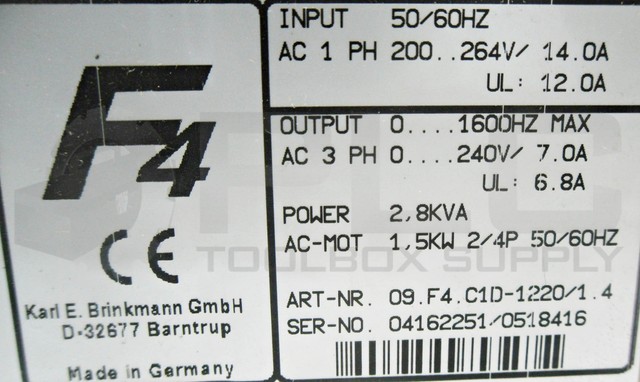 F4
CE
Karl E. Brinkmann GmbH
D-32677 Barntrup
Made in Germany
INPUT 50/60HZ
AC 1 PH 200..264V/ 14.0A
UL: 12.0A
OUTPUT 0....1600HZ MAX
AC 3 PH 0....240V/ 7.0A
UL: 6.8A
POWER 2,8KVA
AC-MOT 1,5KW 2/4P 50/60HZ
ART-NR. 09.F4.C1D-1220/1.4
SER-NO. 04162251/0518416
PLC
TOOLBOX SUPPLY